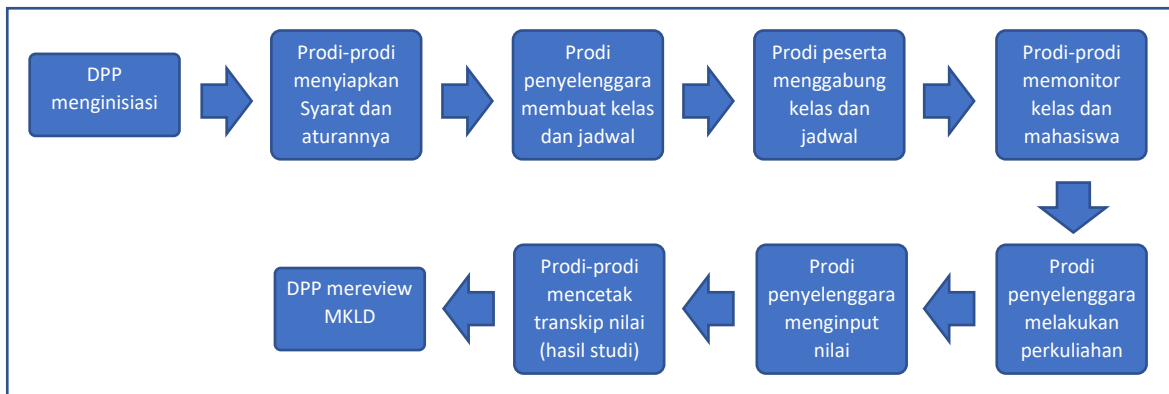 DPP
menginisiasi
Prodi-prodi
menyiapkan
Syarat dan
aturannya
Prodi
penyelenggara
membuat kelas
dan jadwal
Prodi peserta
menggabung
kelas dan
jadwal
Prodi-prodi
memonitor
kelas dan
mahasiswa
Prodi
penyelenggara
melakukan
perkuliahan
Prodi
penyelenggara
menginput
nilai
Prodi-prodi
mencetak
transkip nilai
(hasil studi)
DPP mereview
MKLD